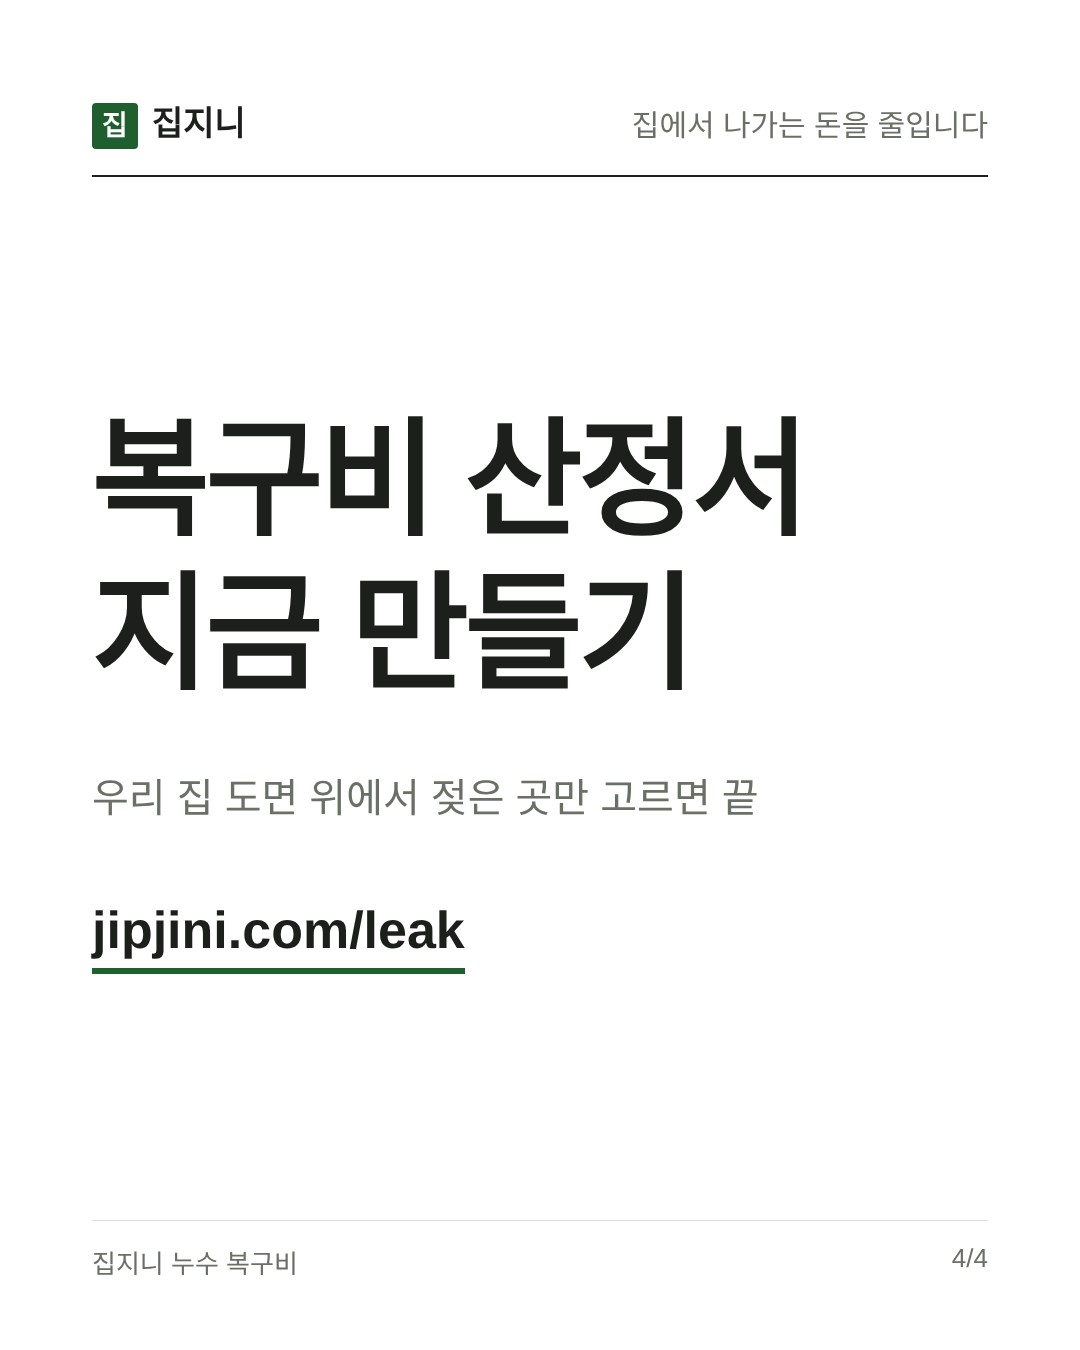 집 집지니
집에서 나가는 돈을 줄입니다
복구비 산정서
지금 만들기
우리 집 도면 위에서 젖은 곳만 고르면 끝
jipjini.com/leak
집지니 누수 복구비
4/4